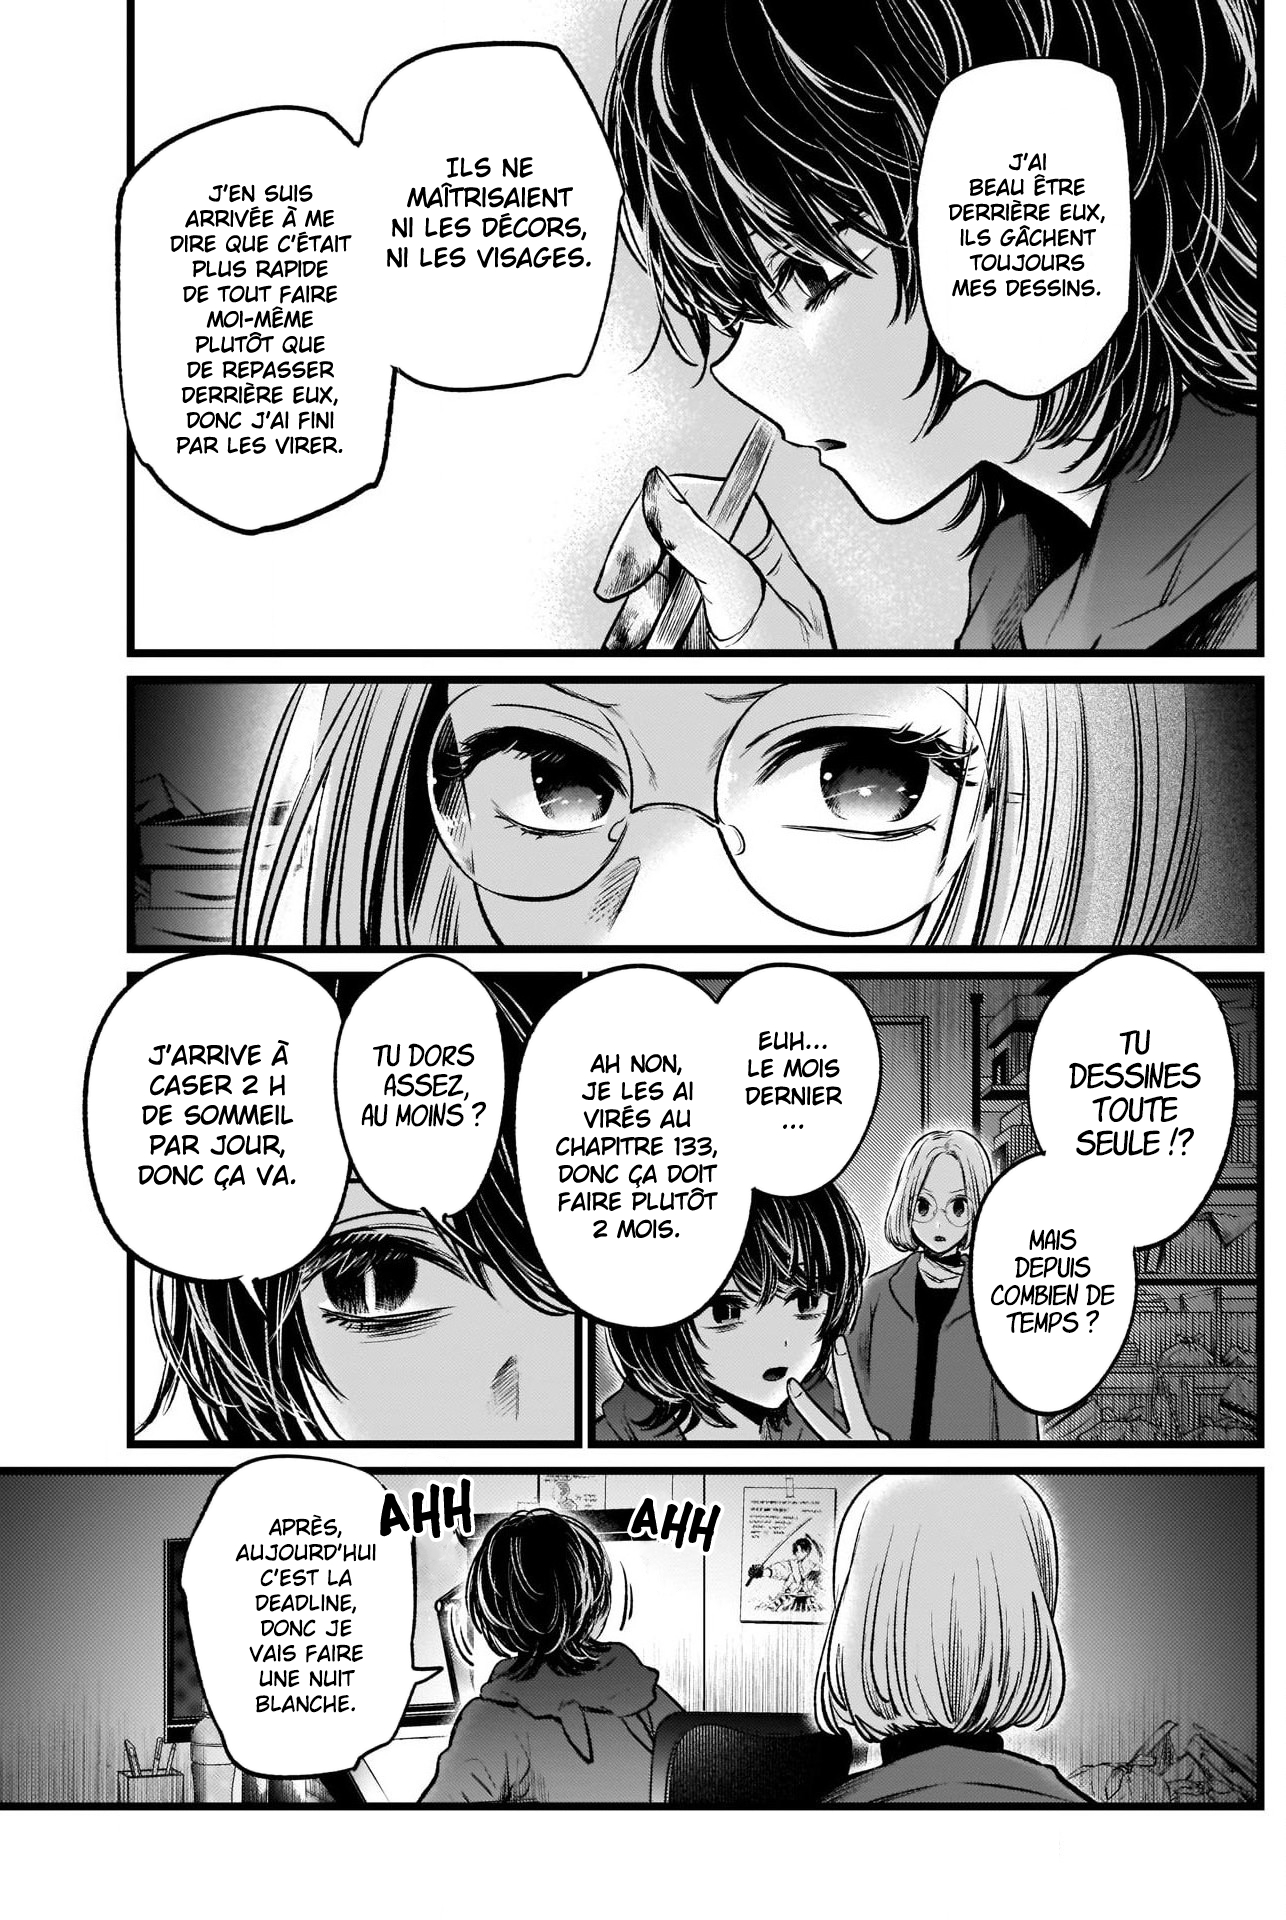 J'AI
BEAU ÊTRE
DERRIÈRE EUX,
ILS GÂCHENT
TOUJOURS
MES DESSINS.
ILS NE
MAÎTRISAIENT
NI LES DÉCORS,
NI LES VISAGES.
J'EN SUIS
ARRIVÉE À ME
DIRE QUE C'ÉTAIT
PLUS RAPIDE
DE TOUT FAIRE
MOI-MÊME
PLUTÔT QUE
DE REPASSER
DERRIÈRE EUX,
DONC J'AI FINI
PAR LES VIRER.
TU
DESSINES
TOUTE
SEULE !?
MAIS
DEPUIS
COMBIEN DE
TEMPS ?
EUH...
LE MOIS
DERNIER
...
AH NON,
JE LES AI
VIRÉS AU
CHAPITRE 133,
DONC ÇA DOIT
FAIRE PLUTÔT
2 MOIS.
TU DORS
ASSEZ,
AU MOINS ?
J'ARRIVE À
CASER 2 H
DE SOMMEIL
PAR JOUR,
DONC ÇA VA.
AHH
AHH
APRÈS,
AUJOURD'HUI
C'EST LA
DEADLINE,
DONC JE
VAIS FAIRE
UNE NUIT
BLANCHE.